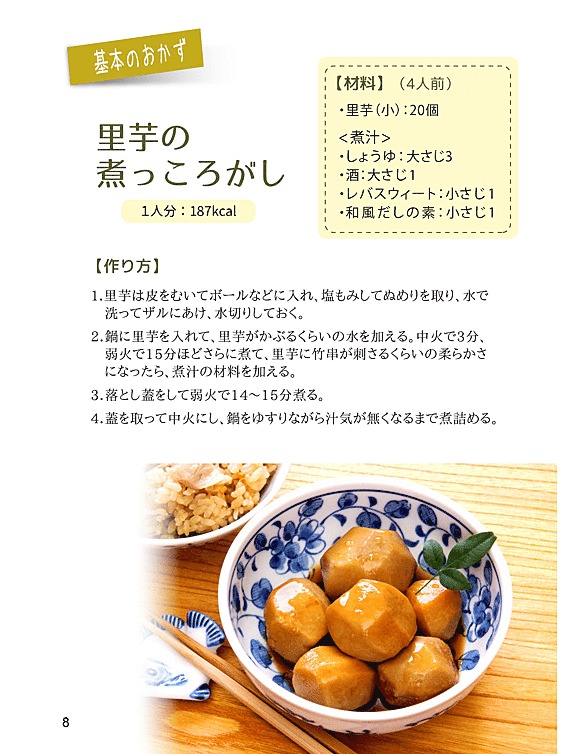 基本のおかず
里芋の
煮っころがし
1人分：187kcal
【材料】（4人前）
・里芋（小）：20個
＜煮汁＞
・しょうゆ：大さじ3
・酒：大さじ1
・レバスウィート：小さじ1
・和風だしの素：小さじ1
【作り方】
1.里芋は皮をむいてボールなどに入れ、塩もみしてぬめりを取り、水で
洗ってザルにあけ、水切りしておく。
2.鍋に里芋を入れて、里芋がかぶるくらいの水を加える。中火で3分、
弱火で15分ほどさらに煮て、里芋に竹串が刺さるくらいの柔らかさ
になったら、煮汁の材料を加える。
3.落とし蓋をして弱火で14〜15分煮る。
4.蓋を取って中火にし、鍋をゆすりながら汁気が無くなるまで煮詰める。
8